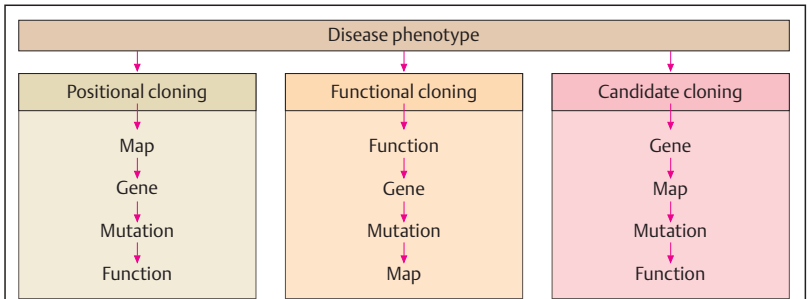 Disease phenotype
Positional cloning
Map
Gene
Mutation
Function
Functional cloning
Function
Gene
Mutation
Map
Candidate cloning
Gene
Map
Mutation
Function